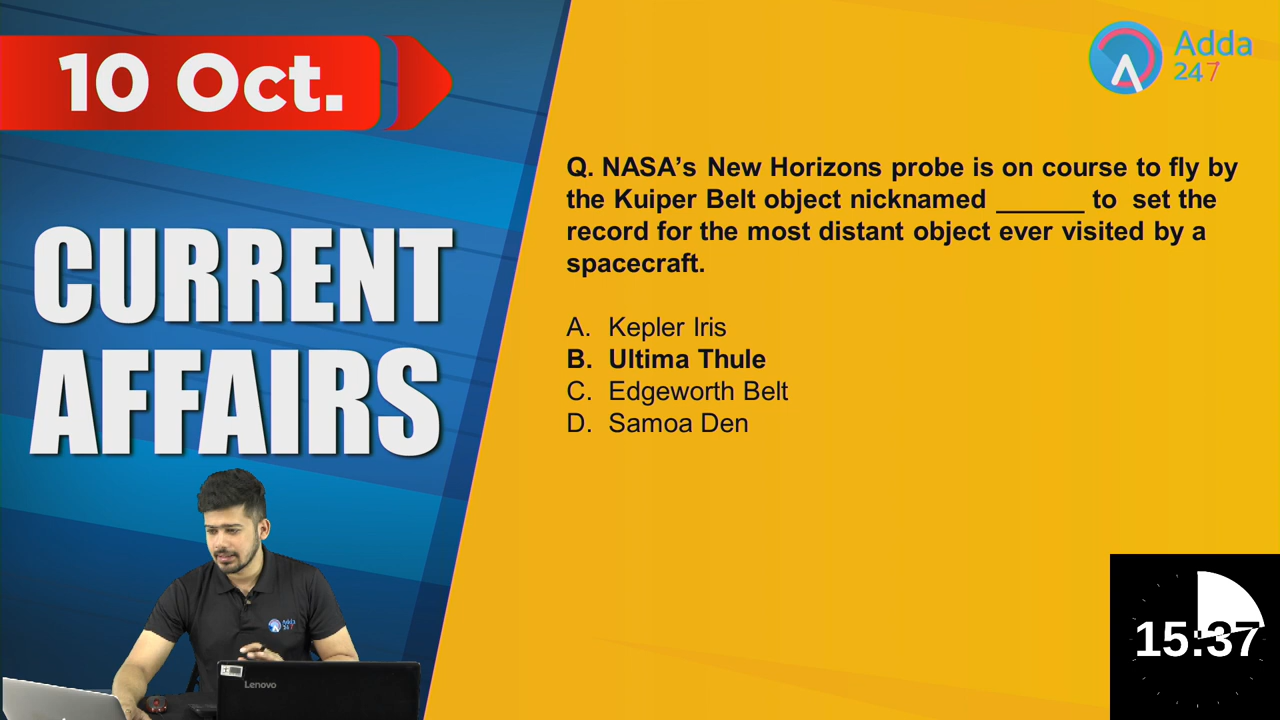 10 Oct.
CURRENT
AFFAIRS
Adda
247
Q. NASA's New Horizons probe is on course to fly by
the Kuiper Belt object nicknamed ______ to set the
record for the most distant object ever visited by a
spacecraft.
A. Kepler Iris
B. Ultima Thule
C. Edgeworth Belt
D. Samoa Den
Adda
247
Lenovo
15:37